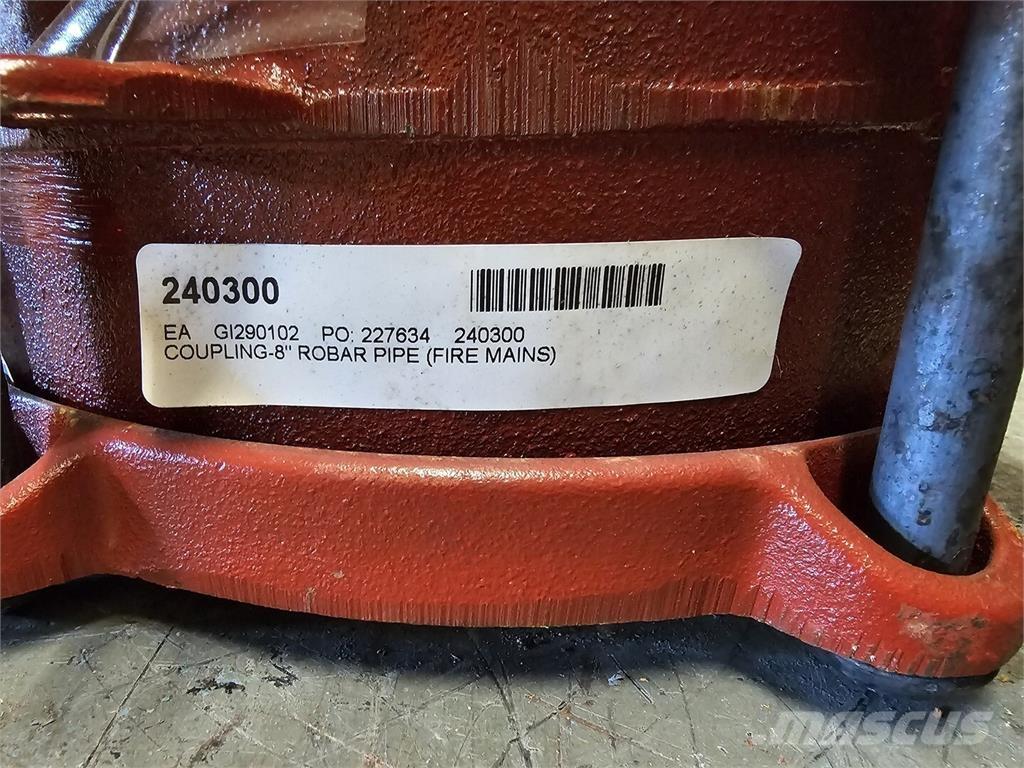 240300
EA GI290102 PO: 227634 240300
COUPLING-8" ROBAR PIPE (FIRE MAINS)
MASCUS